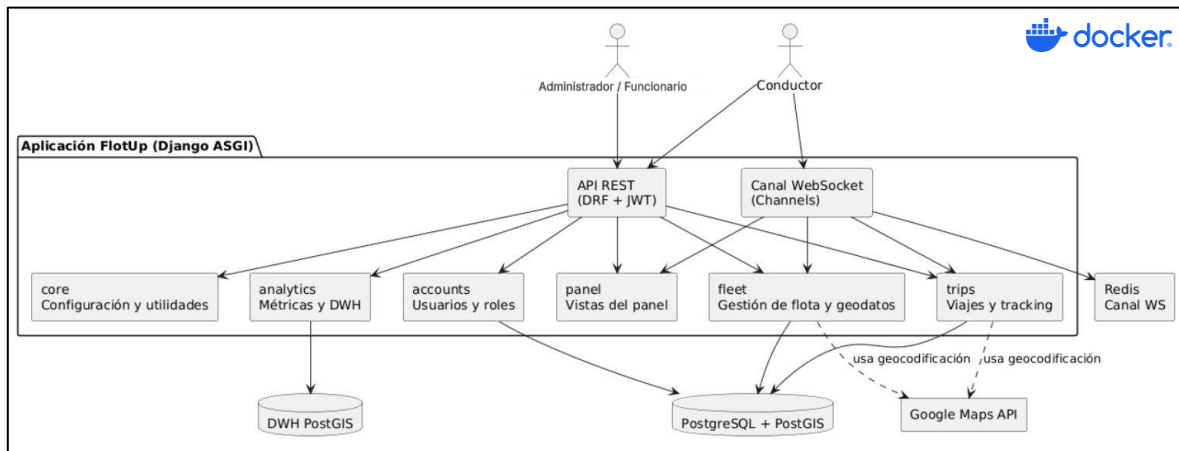 docker
Administrador / Funcionario
Conductor
Aplicación FlotUp (Django ASGI)
API REST
(DRF + JWT)
Canal WebSocket
(Channels)
core
Configuración y utilidades
analytics
Métricas y DWH
accounts
Usuarios y roles
panel
Vistas del panel
fleet
Gestión de flota y geodatos
trips
Viajes y tracking
Redis
Canal WS
usa geocodificación
usa geocodificación
DWH PostGIS
PostgreSQL + PostGIS
Google Maps API